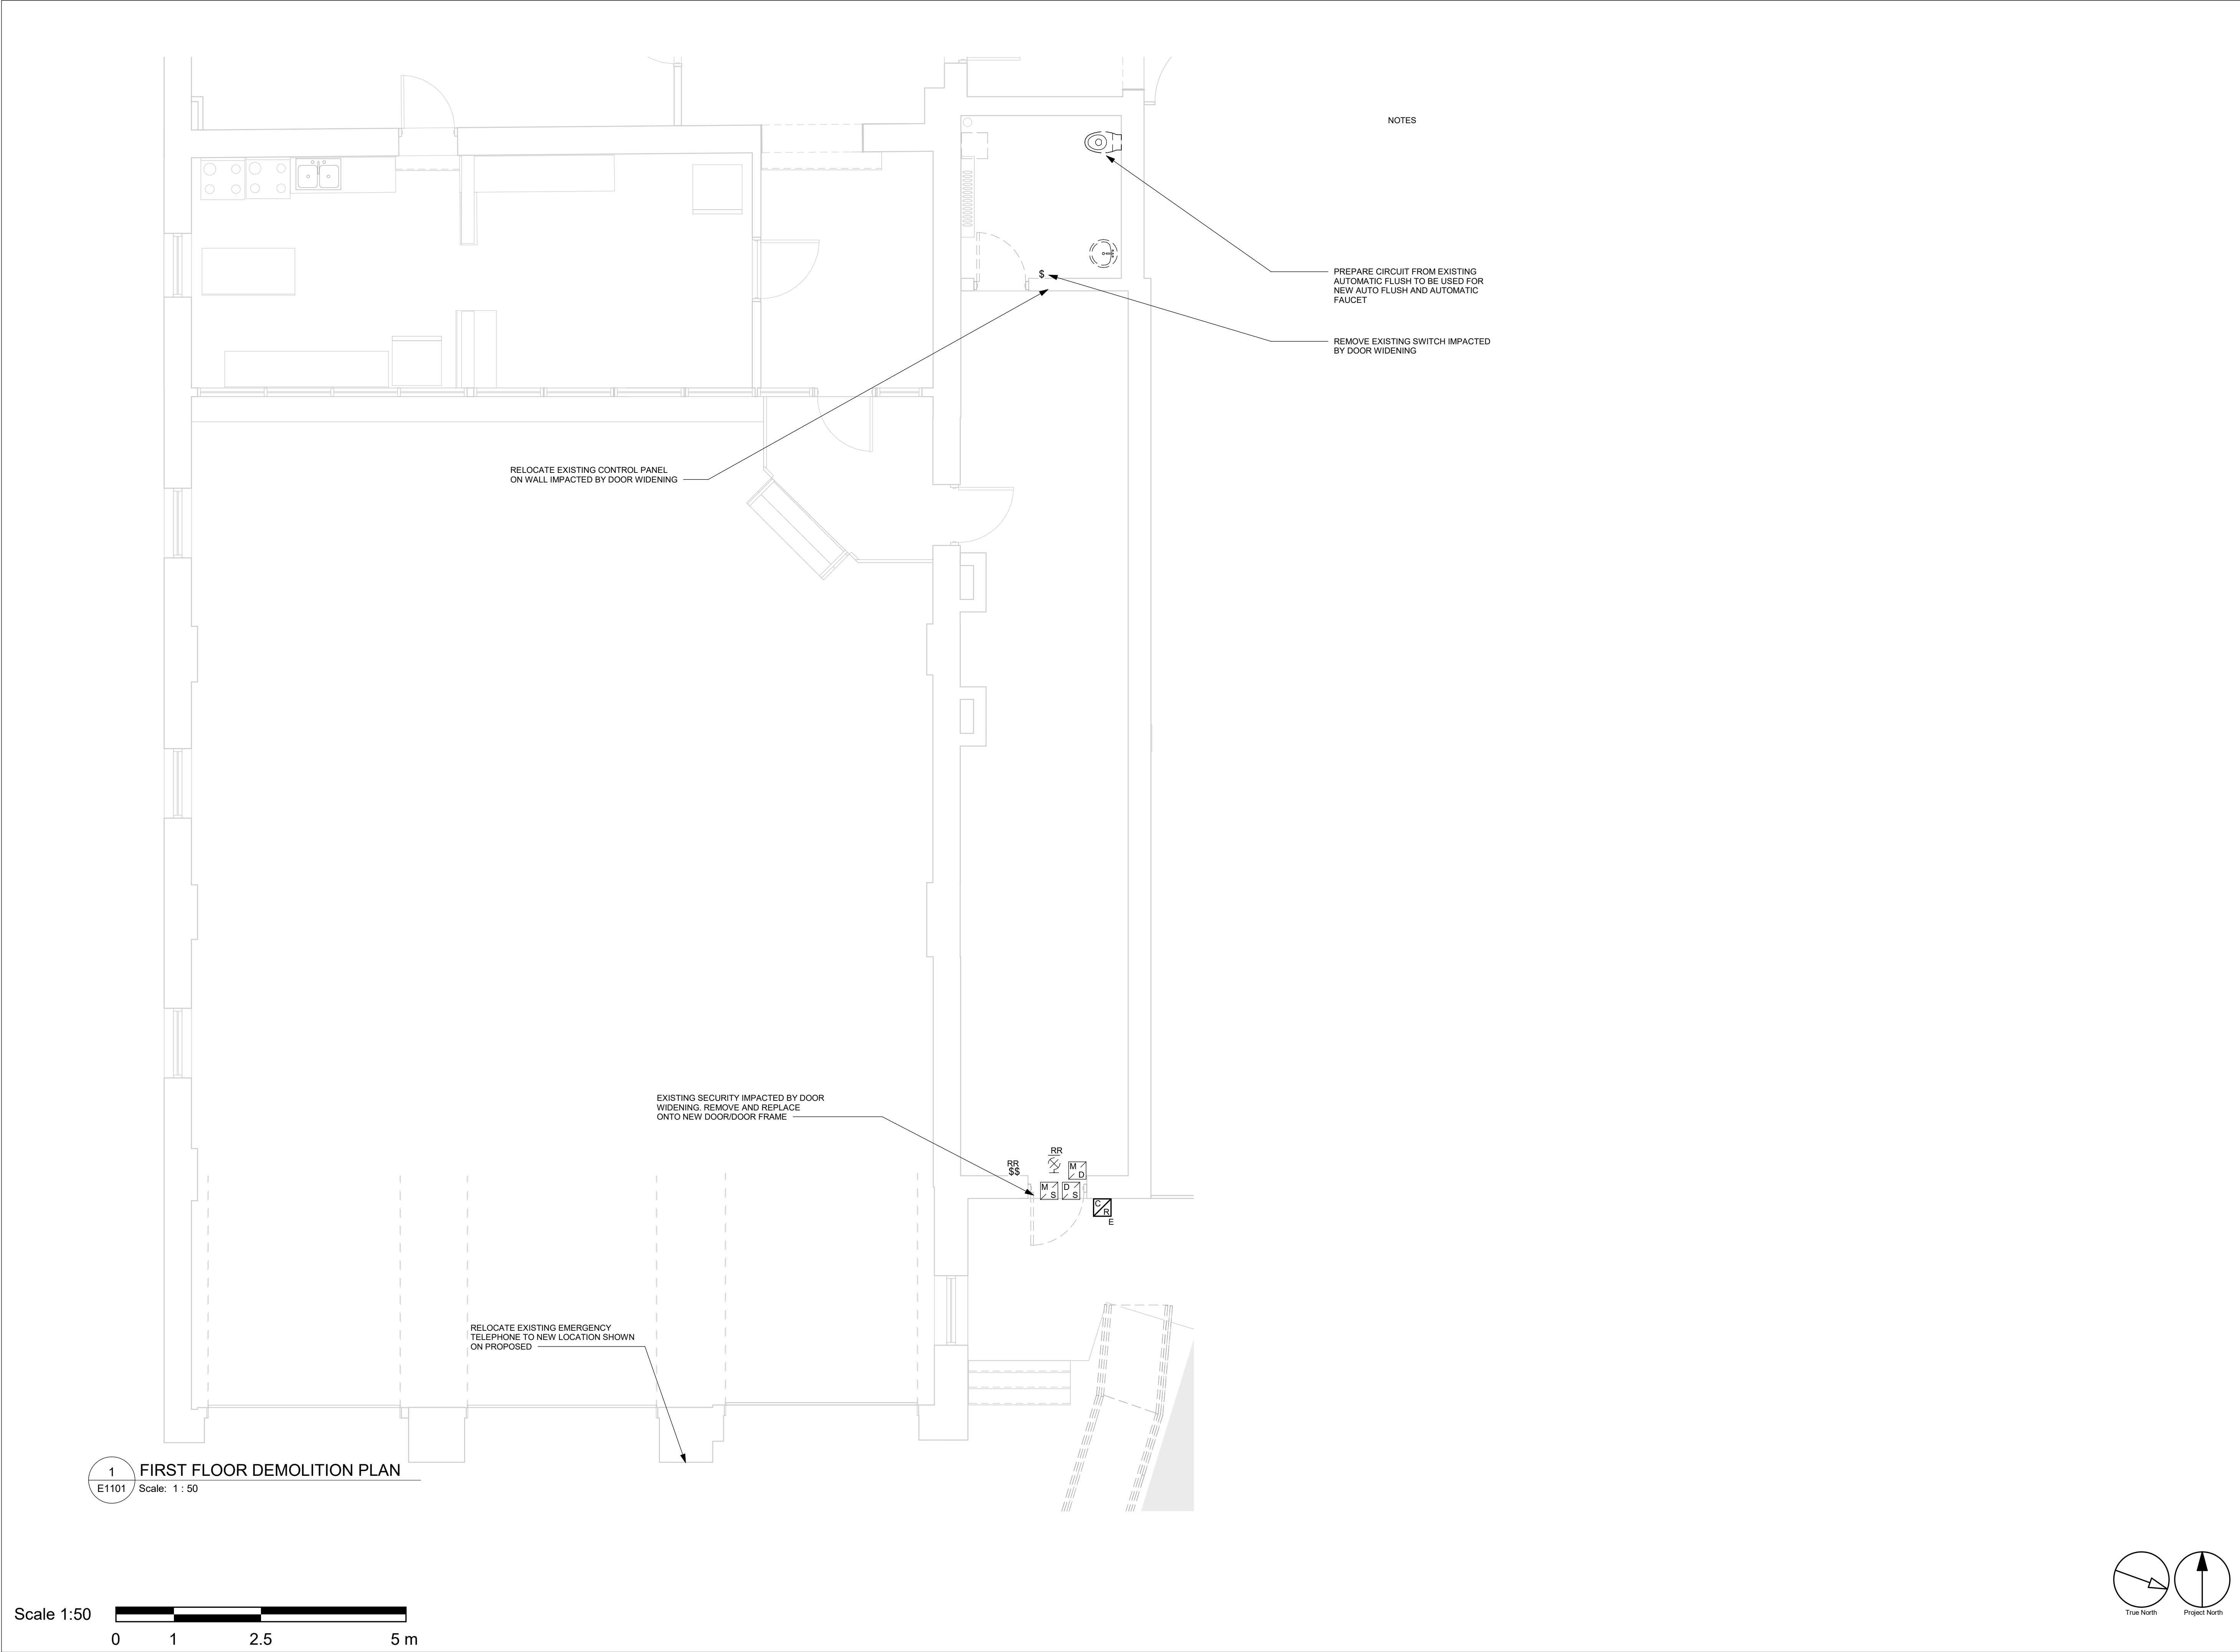 NOTES
PREPARE CIRCUIT FROM EXISTING
AUTOMATIC FLUSH TO BE USED FOR
NEW AUTO FLUSH AND AUTOMATIC
FAUCET
$
REMOVE EXISTING SWITCH IMPACTED
BY DOOR WIDENING
RELOCATE EXISTING CONTROL PANEL
ON WALL IMPACTED BY DOOR WIDENING
EXISTING SECURITY IMPACTED BY DOOR
WIDENING. REMOVE AND REPLACE
ONTO NEW DOOR/DOOR FRAME
RR
RR
$$
M D
M S
D S
C R
E
RELOCATE EXISTING EMERGENCY
TELEPHONE TO NEW LOCATION SHOWN
ON PROPOSED
1
FIRST FLOOR DEMOLITION PLAN
E1101
Scale: 1 : 50
Scale 1:50
0 1 2.5 5 m
True North
Project North